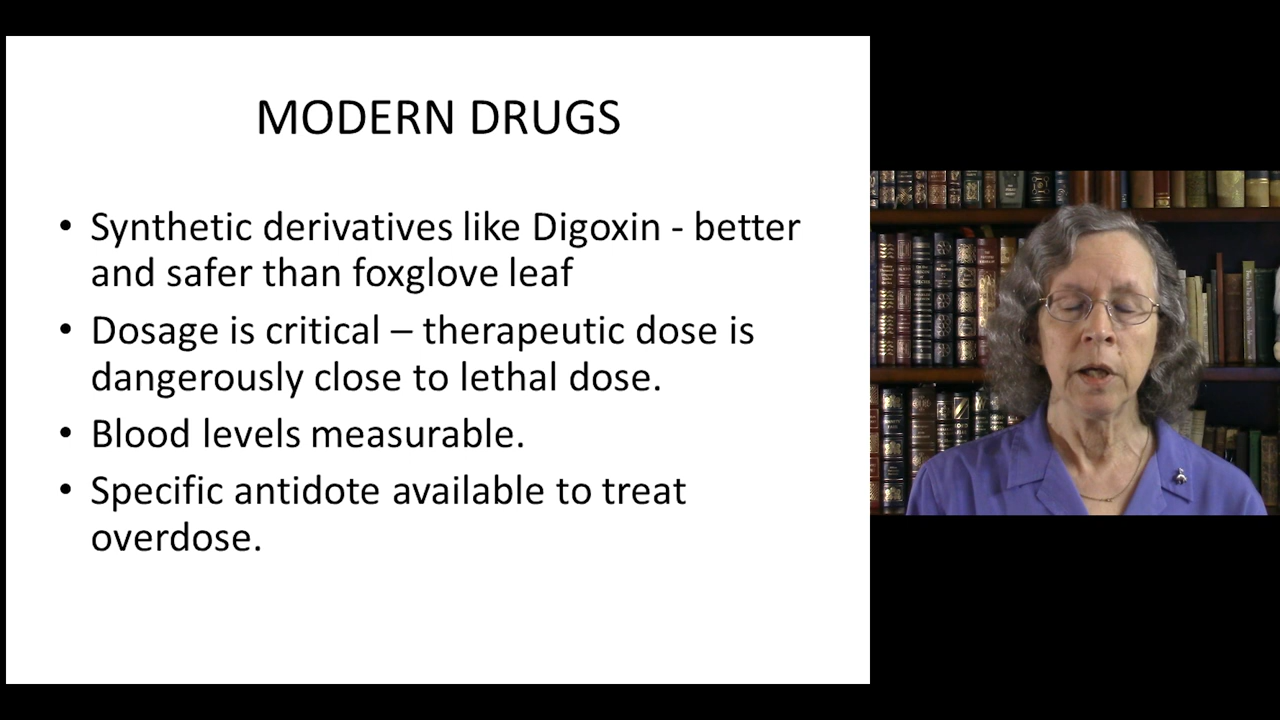 MODERN DRUGS
• Synthetic derivatives like Digoxin - better
and safer than foxglove leaf
• Dosage is critical – therapeutic dose is
dangerously close to lethal dose.
• Blood levels measurable.
• Specific antidote available to treat
overdose.